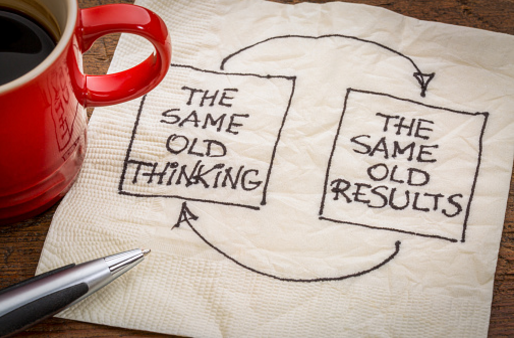 THE
SAME
OLD
THINKING
THE
SAME
OLD
RESULTS